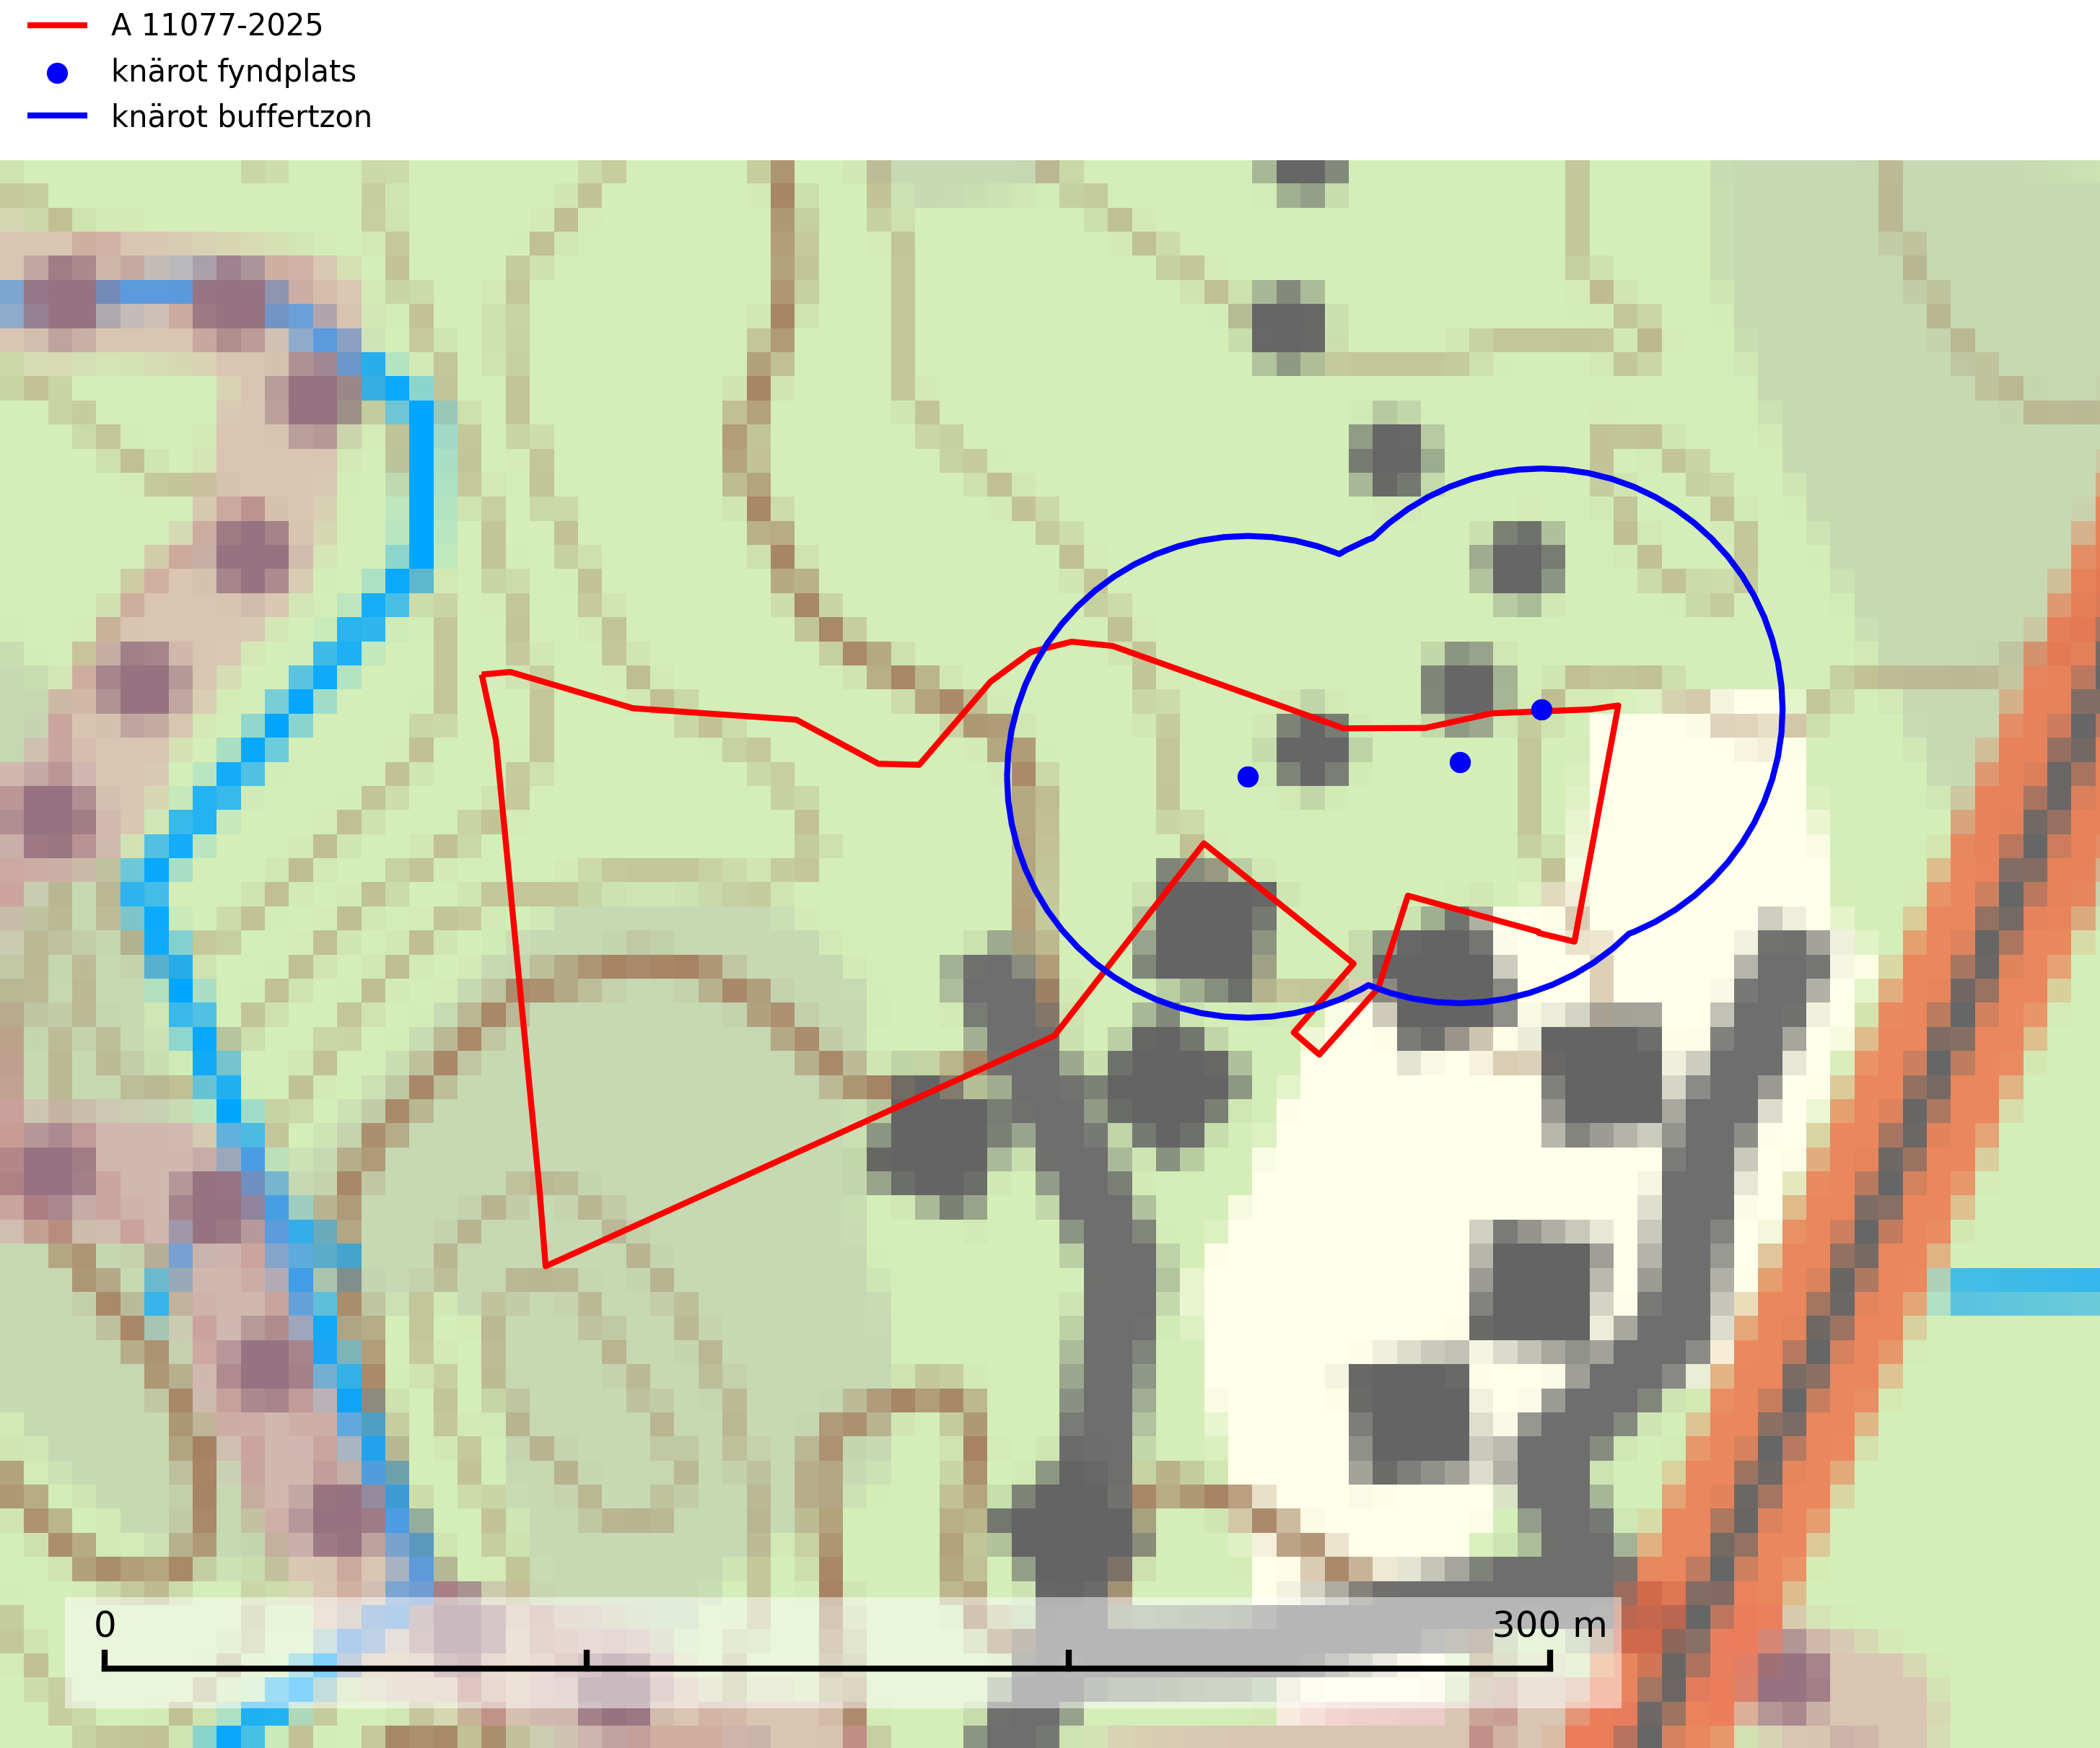 A 11077-2025
knärot fyndplats
knärot buffertzon
0
300 m